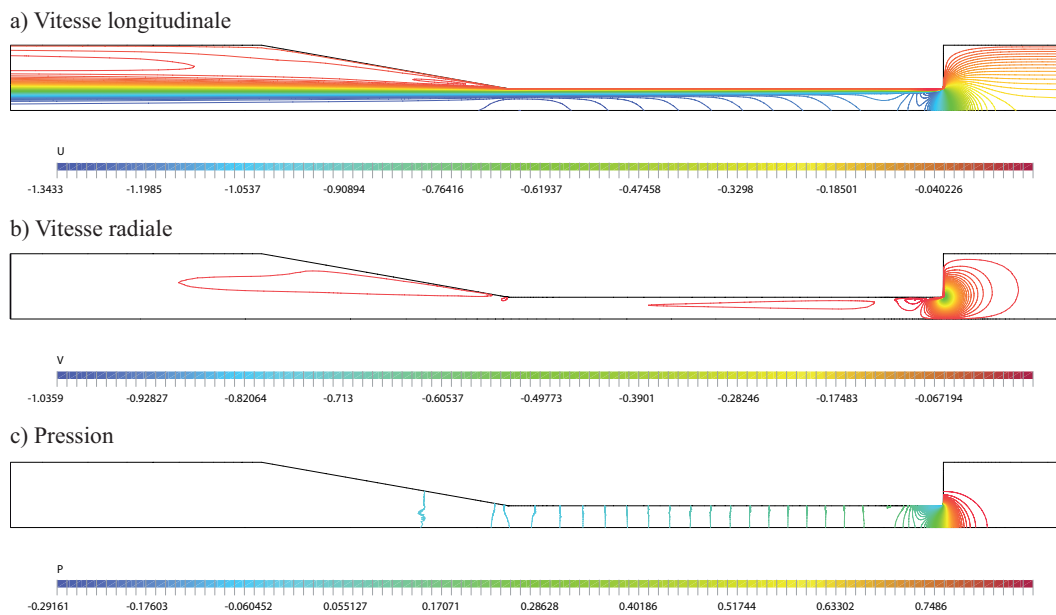 a) Vitesse longitudinale
U
-1.3433 -1.1985 -1.0537 -0.90894 -0.76416 -0.61937 -0.47458 -0.3298 -0.18501 -0.040226
b) Vitesse radiale
V
-1.0359 -0.92827 -0.82064 -0.713 -0.60537 -0.49773 -0.3901 -0.28246 -0.17483 -0.067194
c) Pression
P
-0.29161 -0.17603 -0.060452 0.055127 0.17071 0.28628 0.40186 0.51744 0.63302 0.7486